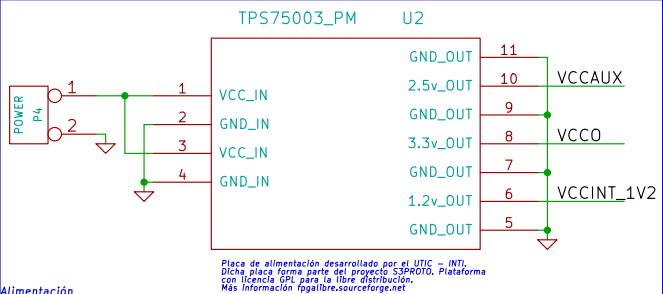 TPS75003_PM U2
POWER
P4
1
2
1 VCC_IN
2 GND_IN
3 VCC_IN
4 GND_IN
GND_OUT 11
2.5v_OUT 10 VCCAUX
GND_OUT 9
3.3v_OUT 8 VCCO
GND_OUT 7
1.2v_OUT 6 VCCINT_1V2
GND_OUT 5
Placa de alimentación desarrollado por el UTIC – INTI.
Dicha placa forma parte del proyecto S3PROTO. Plataforma
con licencia GPL para la libre distribución.
Más información fpgalibre.sourceforge.net
Alimentación